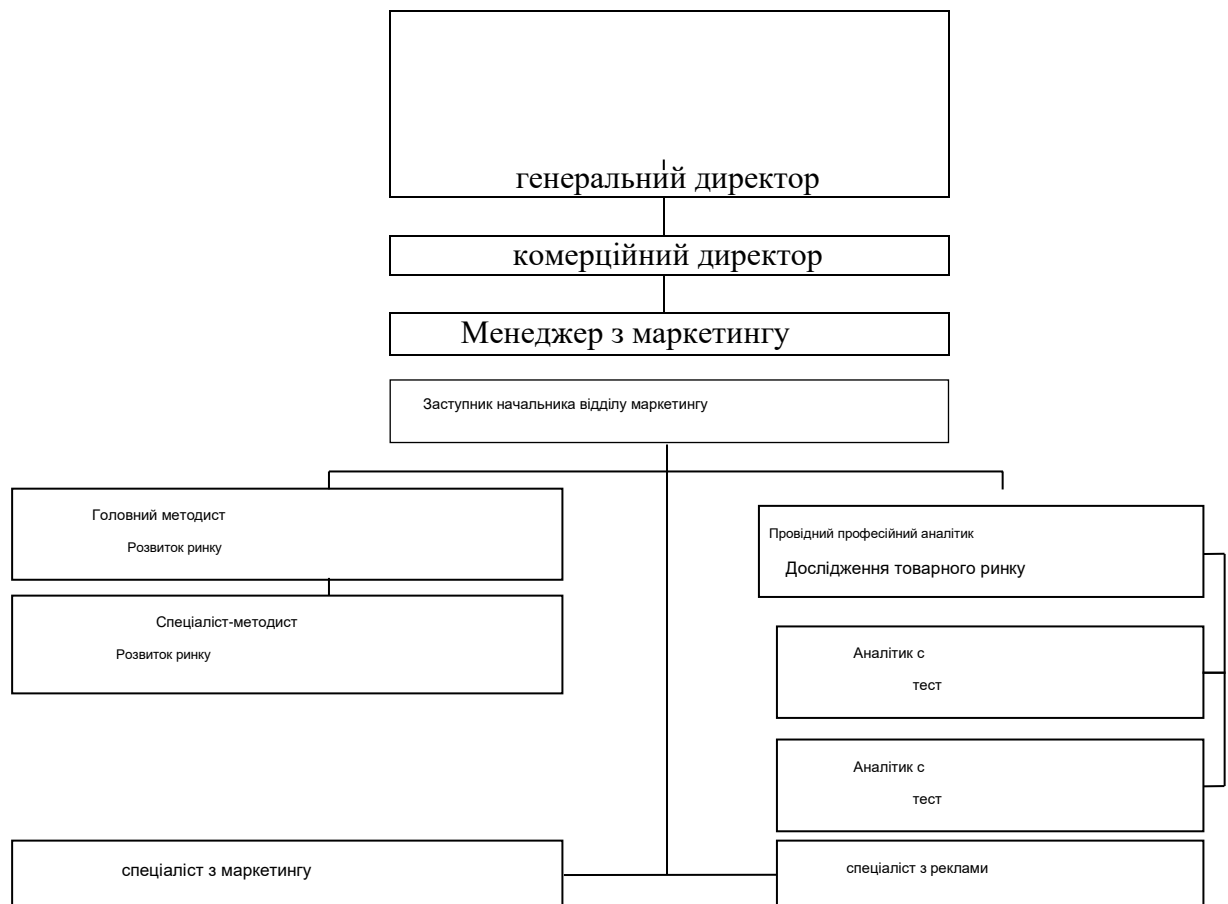 генеральний директор
комерційний директор
Менеджер з маркетингу
Заступник начальника відділу маркетингу
Головний методист
Розвиток ринку
Провідний професійний аналітик
Дослідження товарного ринку
Спеціаліст-методист
Розвиток ринку
Аналітик с
тест
Аналітик с
тест
спеціаліст з маркетингу
спеціаліст з реклами